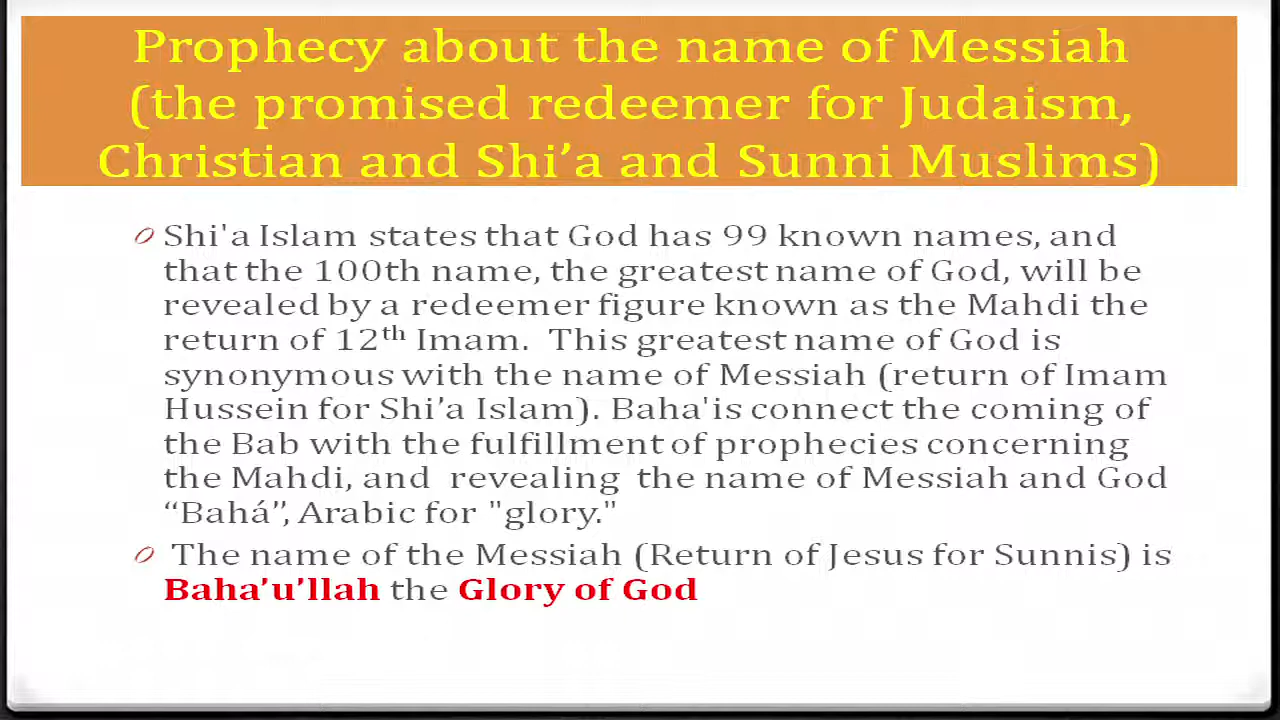 Prophecy about the name of Messiah
(the promised redeemer for Judaism,
Christian and Shi’a and Sunni Muslims)
Shi'a Islam states that God has 99 known names, and
that the 100th name, the greatest name of God, will be
revealed by a redeemer figure known as the Mahdi the
return of 12th Imam. This greatest name of God is
synonymous with the name of Messiah (return of Imam
Hussein for Shi’a Islam). Baha'is connect the coming of
the Bab with the fulfillment of prophecies concerning
the Mahdi, and revealing the name of Messiah and God
“Bahá”, Arabic for "glory."
The name of the Messiah (Return of Jesus for Sunnis) is
Baha’u’llah the Glory of God